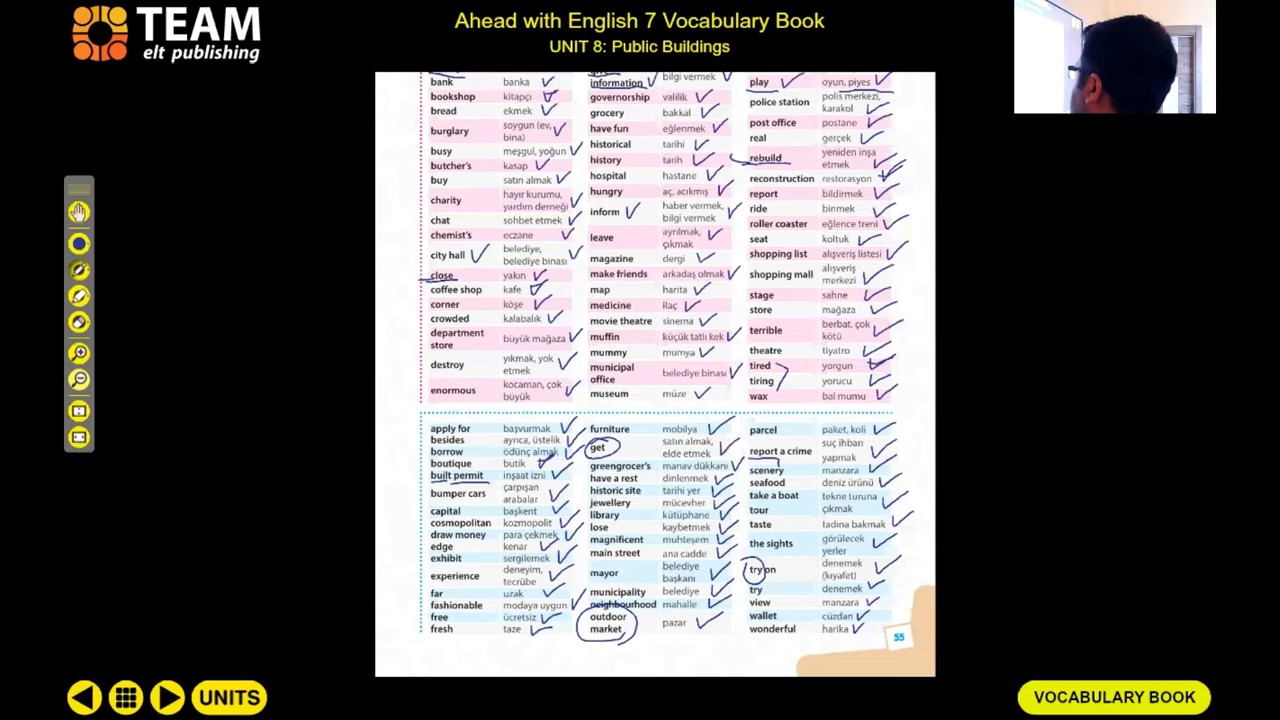 TEAM
elt publishing
Ahead with English 7 Vocabulary Book
UNIT 8: Public Buildings
bank banka
bookshop kitapçı
bread ekmek
burglary soygun (ev,
bina)
busy meşgul, yoğun
butcher's kasap
buy satın almak
charity hayır kurumu,
yardım derneği
chat sohbet etmek
chemist's eczane
city hall belediye,
belediye binası
close yakın
coffee shop kafe
corner köşe
crowded kalabalık
department
store büyük mağaza
destroy yıkmak, yok
etmek
enormous kocaman, çok
büyük
information bilgi vermek
governorship valilik
grocery bakkal
have fun eğlenmek
historical tarihi
history tarih
hospital hastane
hungry aç, acıkmış
inform haber vermek,
bilgi vermek
leave ayrılmak,
çıkmak
magazine dergi
make friends arkadaş olmak
map harita
medicine ilaç
movie theatre sinema
muffin küçük tatlı kek
mummy mumya
municipal
office belediye binası
museum müze
play oyun, piyes
police station polis merkezi,
karakol
post office postane
real gerçek
rebuild yeniden inşa
etmek
reconstruction restorasyon
report bildirmek
ride binmek
roller coaster eğlence treni
seat koltuk
shopping list alışveriş listesi
shopping mall alışveriş
merkezi
stage sahne
store mağaza
terrible berbat, çok
kötü
theatre tiyatro
tired yorgun
tiring yorucu
wax bal mumu
apply for başvurmak
besides ayrıca, üstelik
borrow ödünç almak
boutique butik
built permit inşaat izni
bumper cars çarpışan
arabalar
capital başkent
cosmopolitan kozmopolit
draw money para çekmek
edge kenar
exhibit sergilemek
experience deneyim,
tecrübe
far uzak
fashionable modaya uygun
free ücretsiz
fresh taze
furniture mobilya
get satın almak,
elde etmek
greengrocer's manav dükkanı
have a rest dinlenmek
historic site tarihi yer
jewellery mücevher
library kütüphane
lose kaybetmek
magnificent muhteşem
main street ana cadde
mayor belediye
başkanı
municipality belediye
neighbourhood mahalle
outdoor
market pazar
parcel paket, koli
report a crime suç ihbarı
yapmak
scenery manzara
seafood deniz ürünü
take a boat
tour tekne turuna
çıkmak
taste tadına bakmak
the sights görülecek
yerler
try on denemek
(kıyafet)
try denemek
view manzara
wallet cüzdan
wonderful harika
55
UNITS
VOCABULARY BOOK